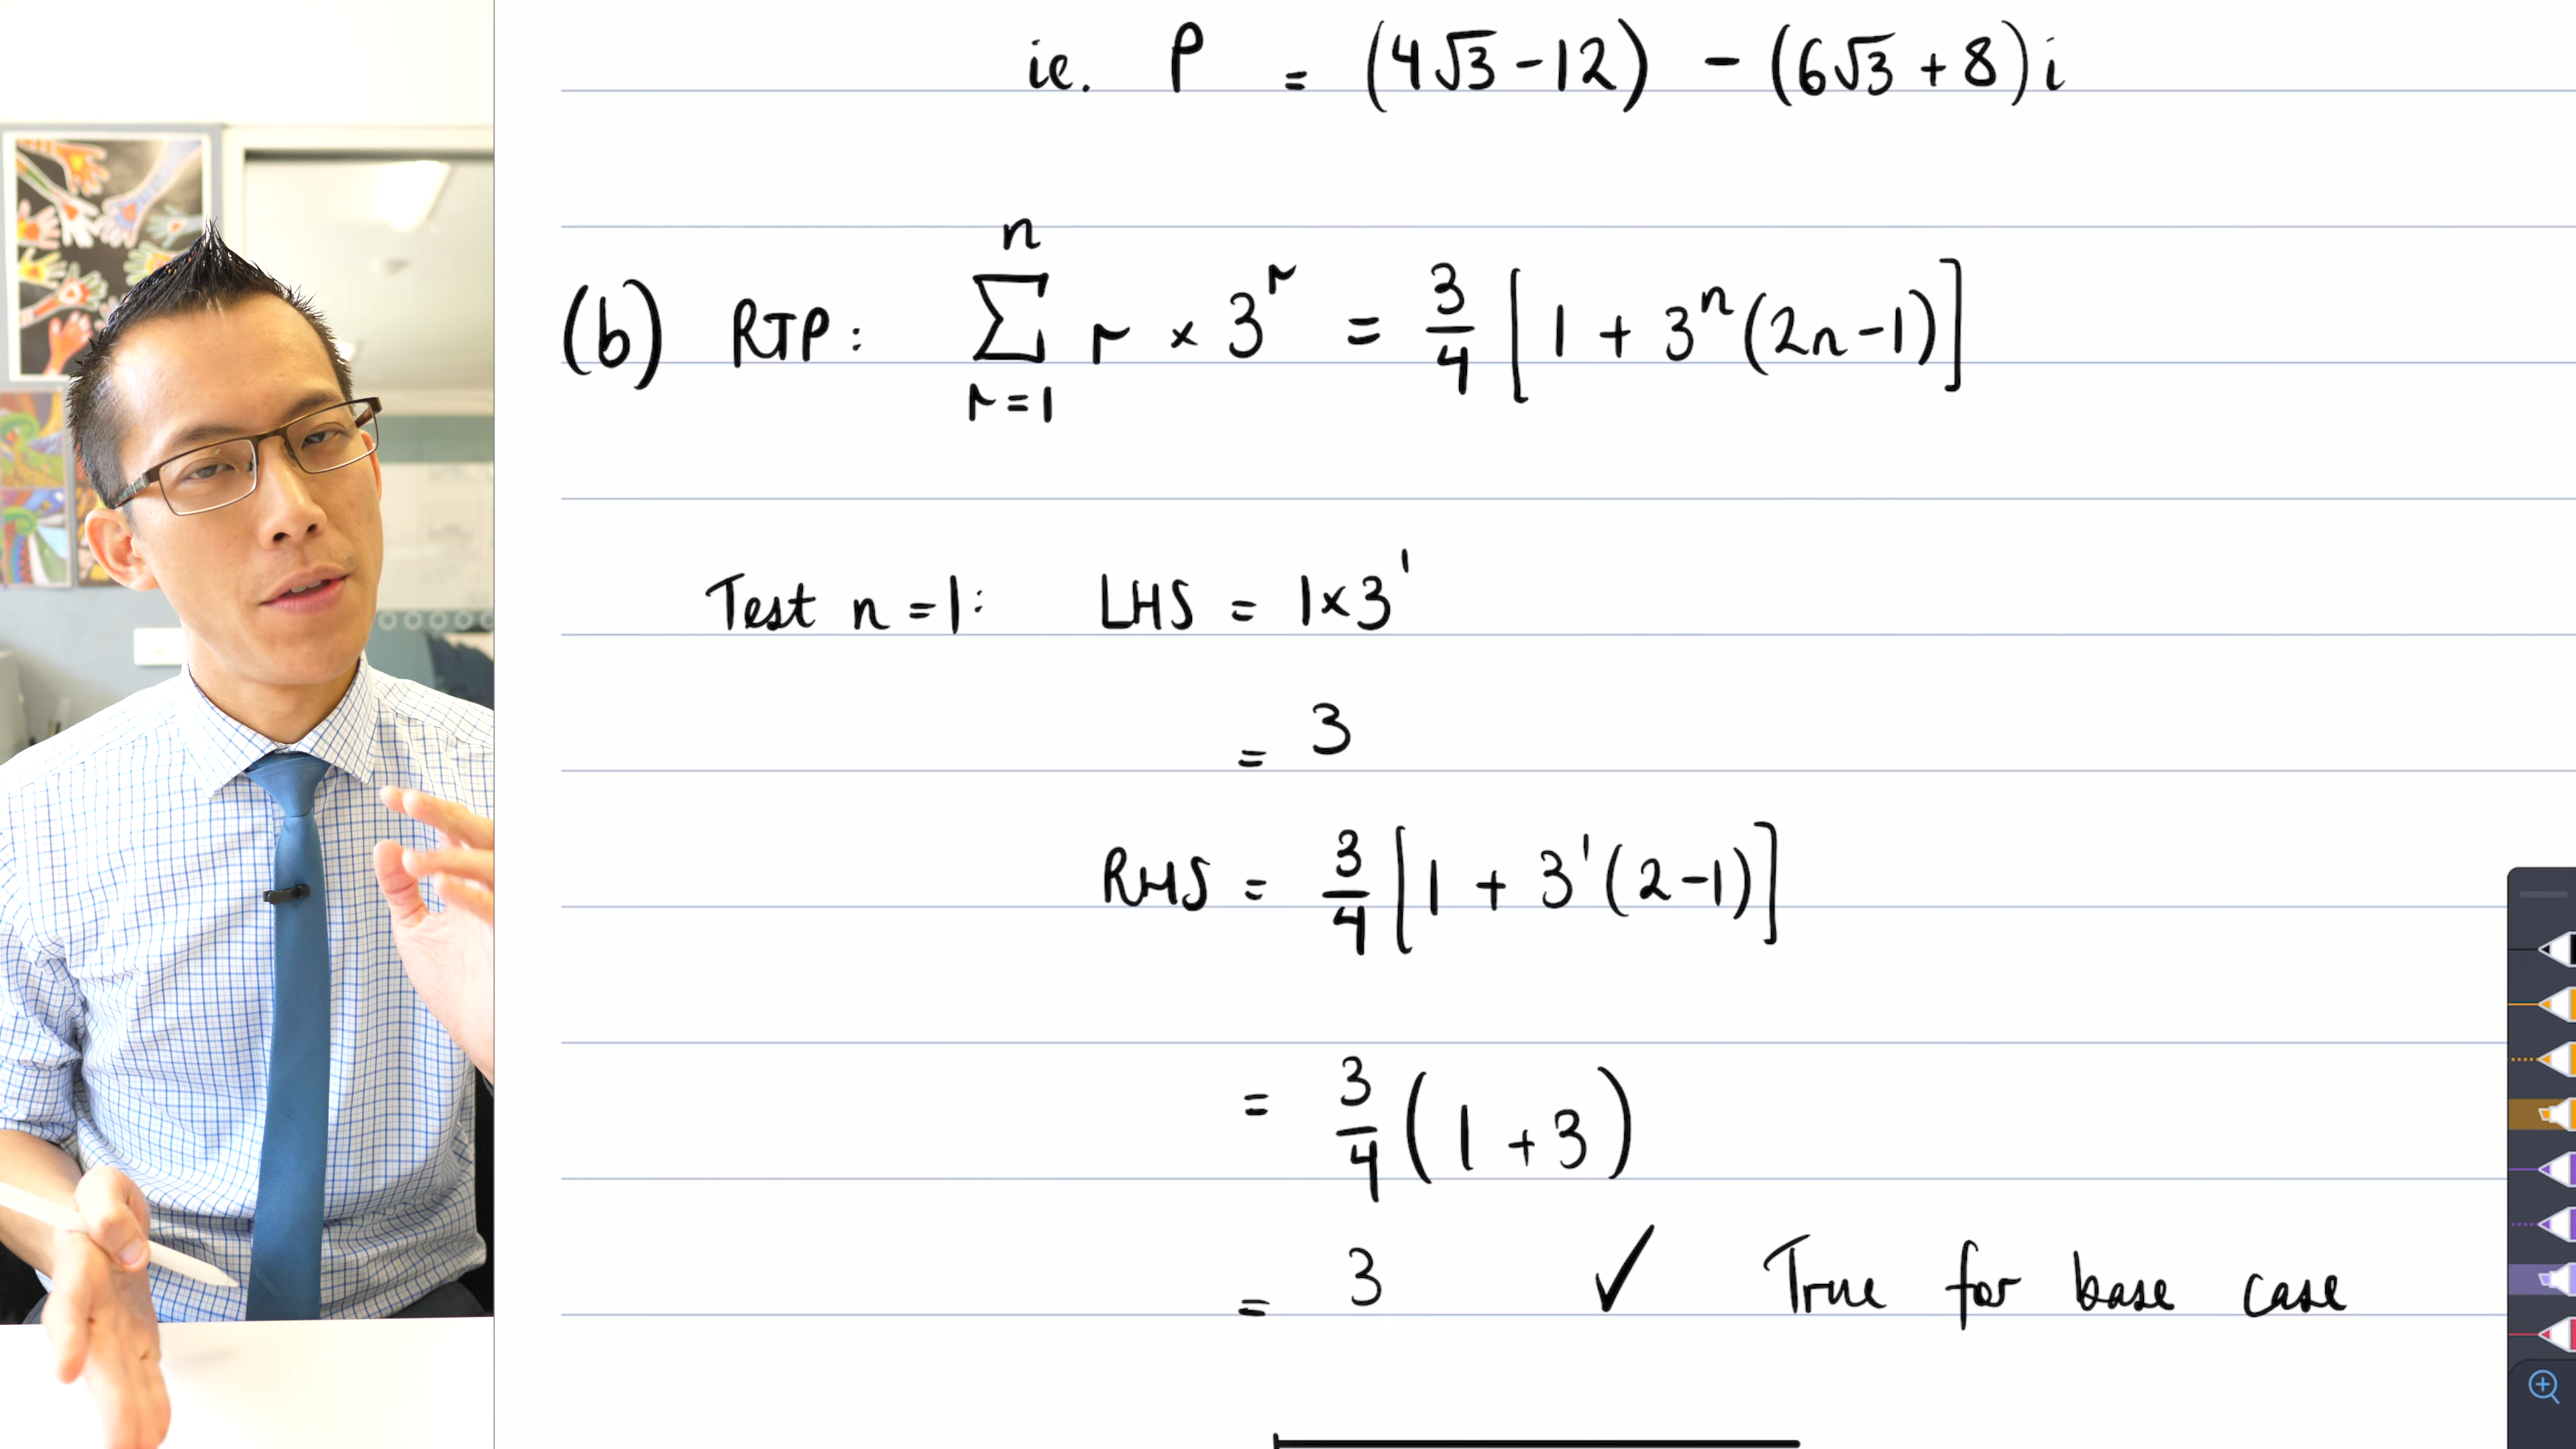 ie. P = (4√3 - 12) - (6√3 + 8)i
(b) RTP: ∑_{r=1}^{n} r × 3^r = 3/4 [1 + 3^n (2n-1)]
Test n = 1: LHS = 1×3^1
= 3
RHS = 3/4 [1 + 3^1 (2-1)]
= 3/4 (1 + 3)
= 3 ✓ True for base case